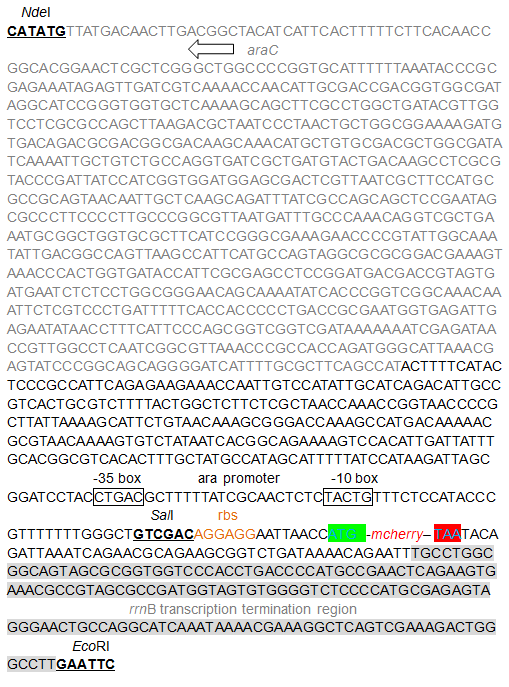 NdeI
CATATGTTATGACAACTTGACGGCTACATCATTCACTTTTTCTTCACAACC
araC
GGCACGGAACTCGCTCGGGCTGGCCCCGGTGCATTTTTTAAATACCCGC
GAGAAATAGAGTTGATCGTCAAAACCAACATTGCGACCGACGGTGGCGAT
AGGCATCCGGGTGGTGCTCAAAAGCAGCTTCGCCTGGCTGATACGTTGG
TCCTCGCGCCAGCTTAAGACGCTAATCCCTAACTGCTGGCGGAAAAGATG
TGACAGACGCGACGGCGACAAGCAAACATGCTGTGCGACGCTGGCGATA
TCAAAATTGCTGTCTGCCAGGTGATCGCTGATGTACTGACAAGCCTCGCG
TACCCGATTATCCATCGGTGGATGGAGCGACTCGTTAATCGCTTCCATGC
GCCGCAGTAACAATTGCTCAAGCAGATTTATCGCCAGCAGCTCCGAATAG
CGCCCTTCCCCTTGCCCGGCGTTAATGATTTGCCCAAACAGGTCGCTGA
AATGCGGCTGGTGCGCTTCATCCGGGCGAAAGAACCCCGTATTGGCAAA
TATTGACGGCCAGTTAAGCCATTCATGCCAGTAGGCGCGCGGACGAAAGT
AAACCCACTGGTGATACCATTCGCGAGCCTCCGGATGACGACCGTAGTG
ATGAATCTCTCCTGGCGGGAACAGCAAAATATCACCCGGTCGGCAAACAA
ATTCTCGTCCCTGATTTTTCACCACCCCCTGACCGCGAATGGTGAGATTG
AGAATATAACCTTTCATTCCCAGCGGTCGGTCGATAAAAAAATCGAGATAA
CCGTTGGCCTCAATCGGCGTTAAACCCGCCACCAGATGGGCATTAAACG
AGTATCCCGGCAGCAGGGGATCATTTTGCGCTTCAGCCATACTTTTCATAC
TCCCGCCATTCAGAGAAGAAACCAATTGTCCATATTGCATCAGACATTGCC
GTCACTGCGTCTTTTACTGGCTCTTCTCGCTAACCAAACCGGTAACCCCG
CTTATTAAAAGCATTCTGTAACAAAGCGGGACCAAAGCCATGACAAAAAC
GCGTAACAAAAGTGTCTATAATCACGGCAGAAAAGTCCACATTGATTATTT
GCACGGCGTCACACTTTGCTATGCCATAGCATTTTTATCCATAAGATTAGC
-35 box ara promoter -10 box
GGATCCTACCTGACGCTTTTTATCGCAACTCTCTACTGTTTCTCCATACCC
SalI rbs
GTTTTTTTGGGCTGTCGACAGGAGGAATTAACCATG-mcherry–TAATACA
GATTAAATCAGAACGCAGAAGCGGTCTGATAAAACAGAATTTGCCTGGC
GGCAGTAGCGCGGTGGTCCCACCTGACCCCATGCCGAACTCAGAAGTG
AAACGCCGTAGCGCCGATGGTAGTGTGGGGTCTCCCCATGCGAGAGTA
rrnB transcription termination region
GGGAACTGCCAGGCATCAAATAAAACGAAAGGCTCAGTCGAAAGACTGG
GCCTTGAATTC
EcoRI